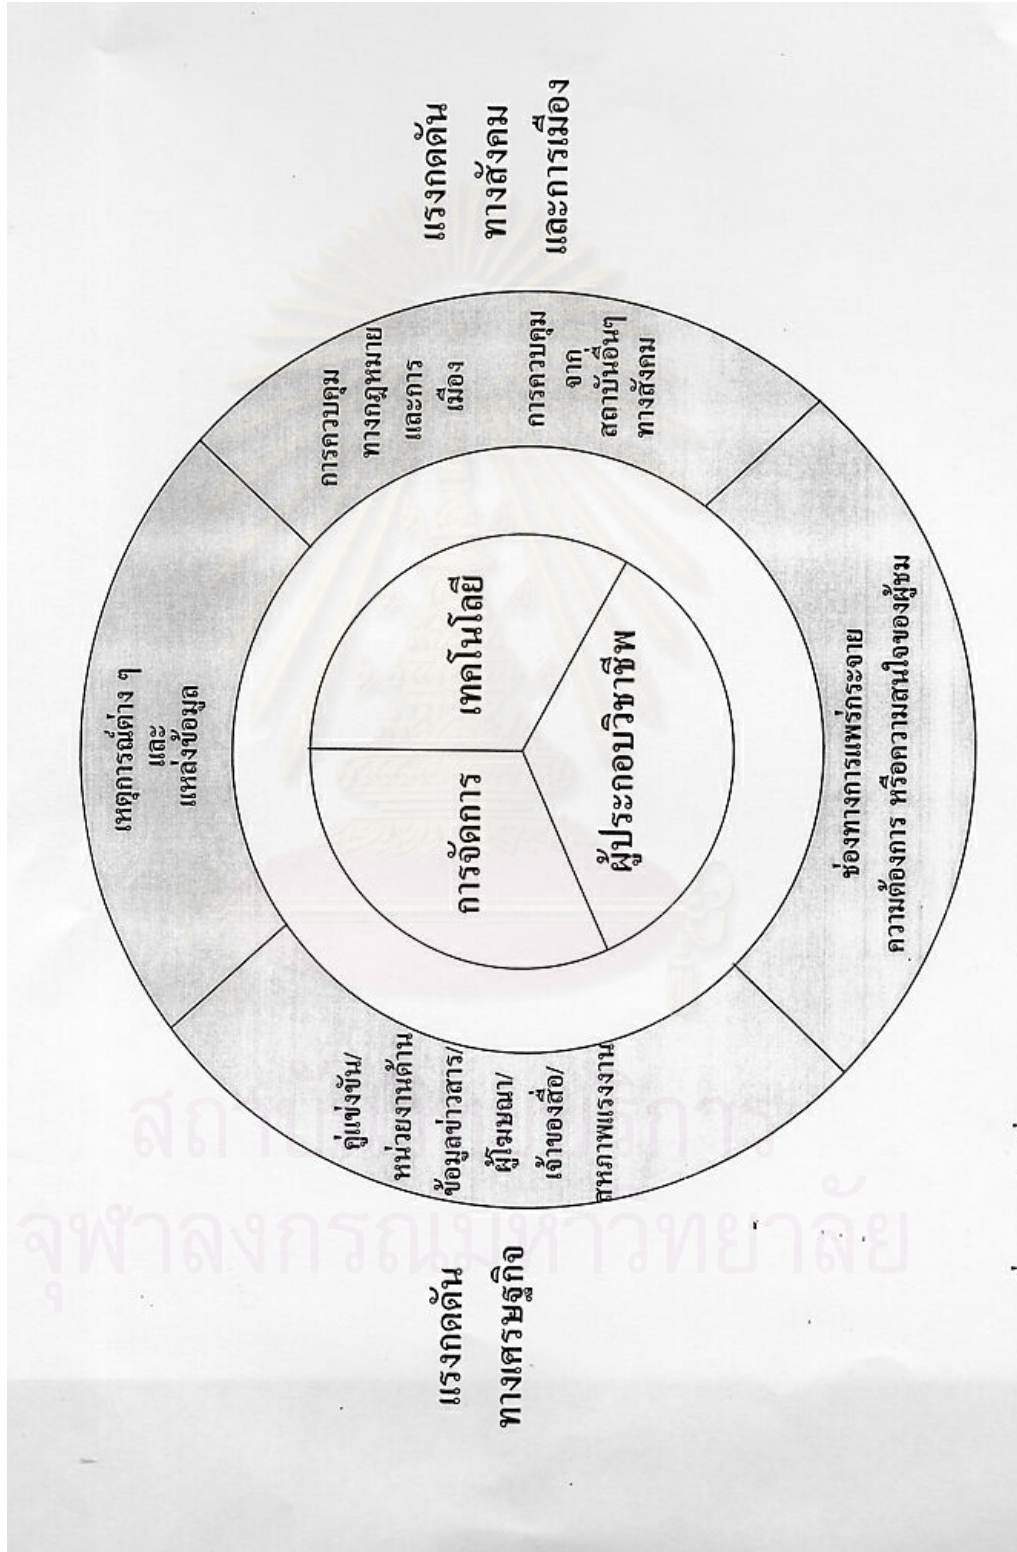 เหตุการณ์ต่าง ๆ
และ
แหล่งข้อมูล
แรงกดดัน
ทางเศรษฐกิจ
คู่แข่งขัน/
หน่วยงานด้าน
ข้อมูลข่าวสาร/
ผู้โฆษณา/
เจ้าของสื่อ/
สหภาพแรงงาน
การจัดการ
เทคโนโลยี
ผู้ประกอบวิชาชีพ
การควบคุม
ทางกฎหมาย
และการ
เมือง
การควบคุม
จาก
สถาบันอื่นๆ
ทางสังคม
แรงกดดัน
ทางสังคม
และการเมือง
ช่องทางการแพร่กระจาย
ความต้องการ หรือความสนใจของผู้ชม
สถาบันวิทยบริการ
จุฬาลงกรณ์มหาวิทยาลัย